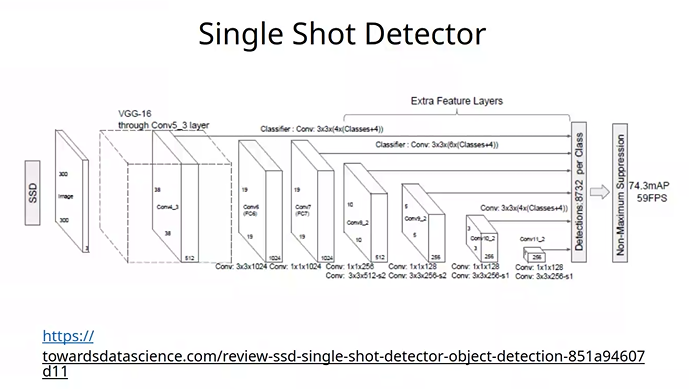 Single Shot Detector
Extra Feature Layers
VGG-16
through Conv5_3 layer
Classifier : Conv: 3x3x(4x(Classes+4))
Classifier : Conv: 3x3x(6x(Classes+4))
SSD
300
Image
300
3
38
Conv4_3
38
512
19
Conv6
(FC6)
19
1024
19
Conv7
(FC7)
19
1024
10
Conv8_2
10
512
5
Conv9_2
5
256
Conv: 3x3x(4x(Classes+4))
3
Conv10_2
3
256
Conv11_2
256
Detections:8732 per Class
Non-Maximum Suppression
74.3mAP
59FPS
Conv: 3x3x1024
Conv: 1x1x1024
Conv: 1x1x256
Conv: 3x3x512-s2
Conv: 1x1x128
Conv: 3x3x256-s2
Conv: 1x1x128
Conv: 3x3x256-s1
Conv: 1x1x128
Conv: 3x3x256-s1
https://
towardsdatascience.com/review-ssd-single-shot-detector-object-detection-851a94607
d11